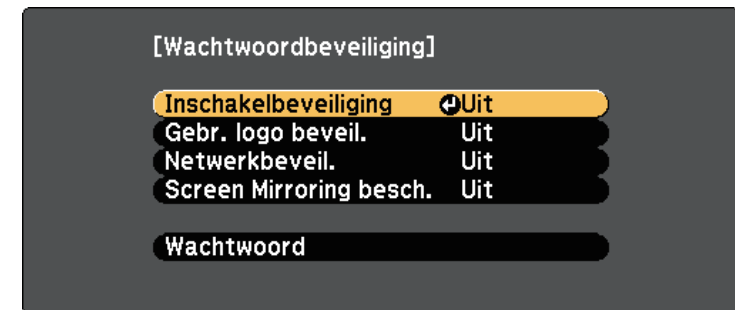 [Wachtwoordbeveiliging]
Inschakelbeveiliging Uit
Gebr. logo beveil. Uit
Netwerkbeveil. Uit
Screen Mirroring besch. Uit
Wachtwoord